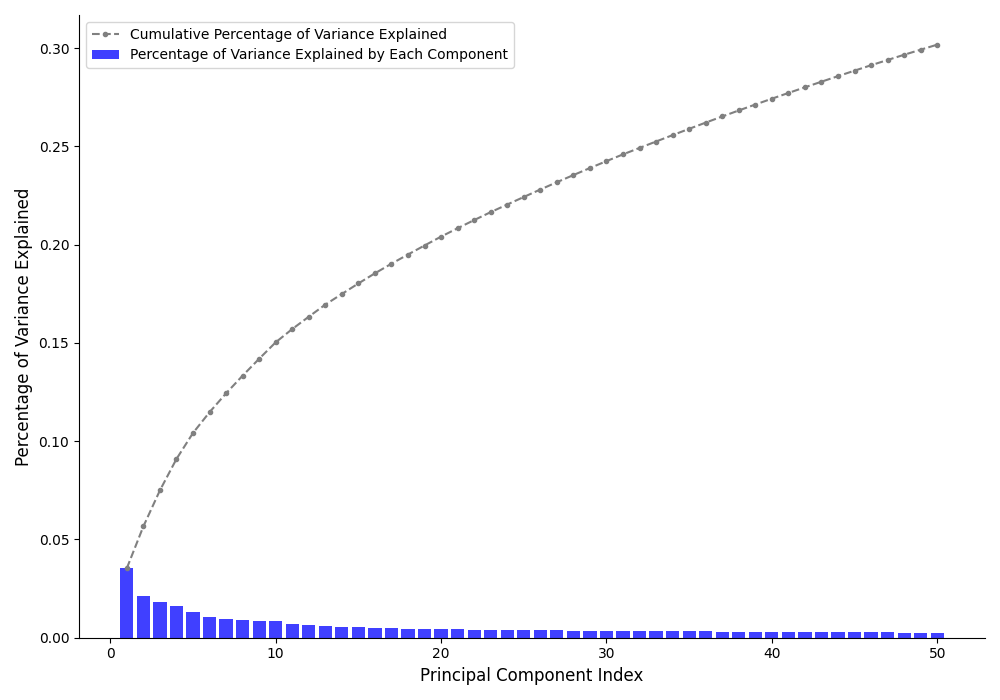 Cumulative Percentage of Variance Explained
Percentage of Variance Explained by Each Component
Percentage of Variance Explained
0.30
0.25
0.20
0.15
0.10
0.05
0.00
0 10 20 30 40 50
Principal Component Index